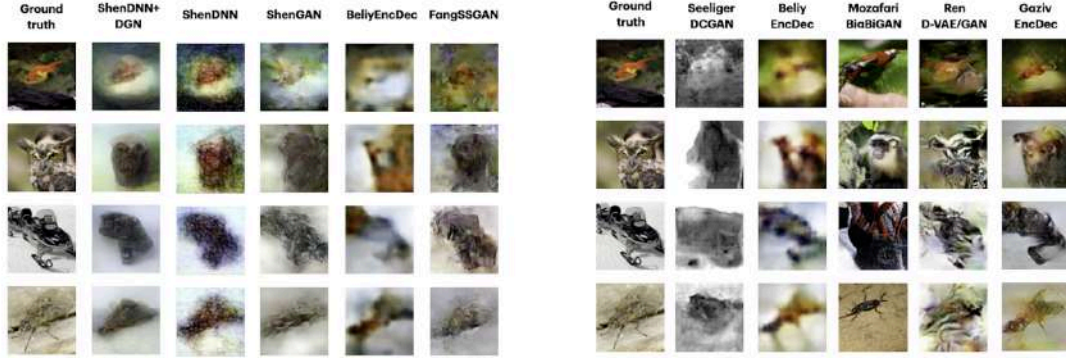 Ground truth
ShenDNN+ DGN
ShenDNN
ShenGAN
BeliyEncDec
FangSSGAN
Ground truth
Seeliger DCGAN
Beliy EncDec
Mozafari BigBiGAN
Ren D-VAE/GAN
Gaziv EncDec